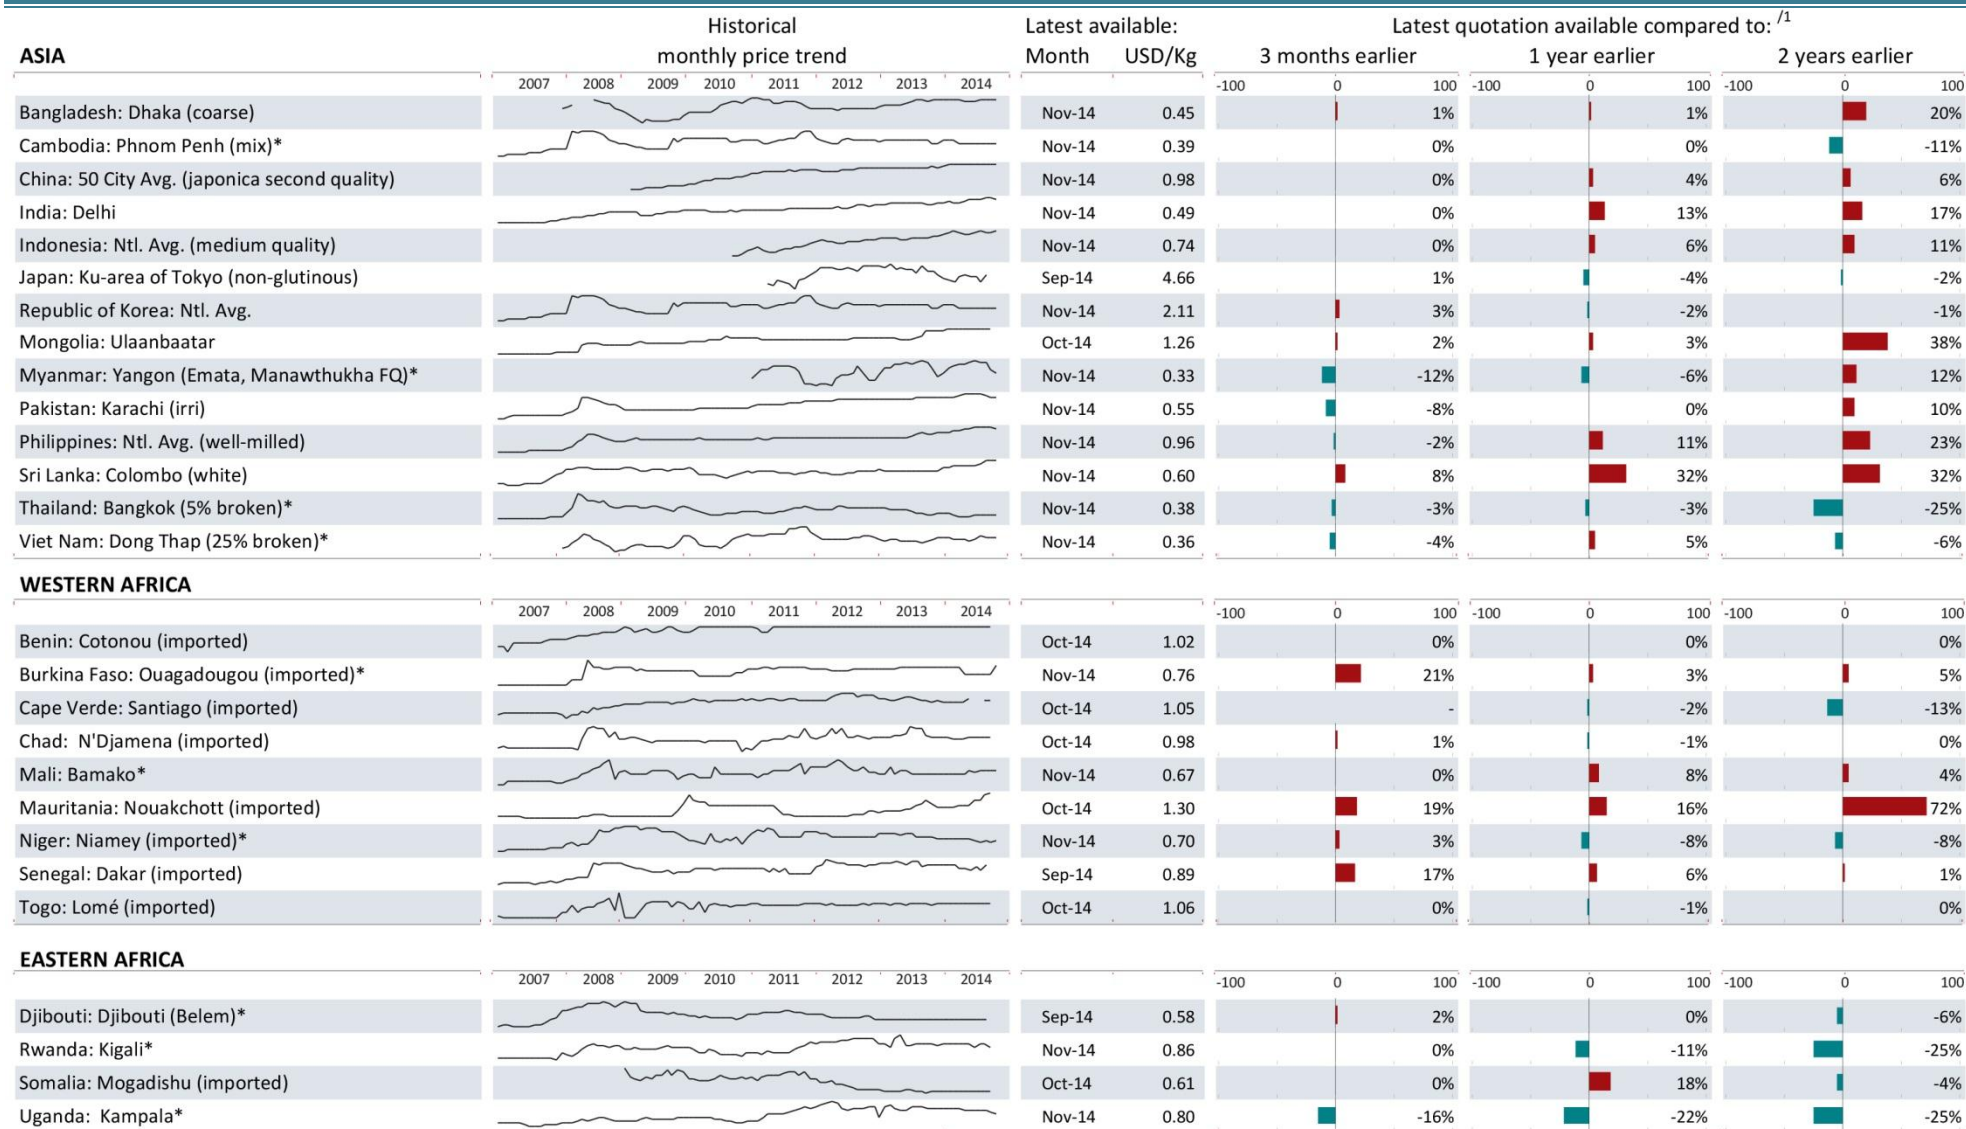 Historical Latest available: Latest quotation available compared to: /1
ASIA monthly price trend Month USD/Kg 3 months earlier 1 year earlier 2 years earlier
2007 2008 2009 2010 2011 2012 2013 2014 -100 0 100 -100 0 100 -100 0 100
Bangladesh: Dhaka (coarse) Nov-14 0.45 1% 1% 20%
Cambodia: Phnom Penh (mix)* Nov-14 0.39 0% 0% -11%
China: 50 City Avg. (japonica second quality) Nov-14 0.98 0% 4% 6%
India: Delhi Nov-14 0.49 0% 13% 17%
Indonesia: Ntl. Avg. (medium quality) Nov-14 0.74 0% 6% 11%
Japan: Ku-area of Tokyo (non-glutinous) Sep-14 4.66 1% -4% -2%
Republic of Korea: Ntl. Avg. Nov-14 2.11 3% -2% -1%
Mongolia: Ulaanbaatar Oct-14 1.26 2% 3% 38%
Myanmar: Yangon (Emata, Manawthukha FQ)* Nov-14 0.33 -12% -6% 12%
Pakistan: Karachi (irri) Nov-14 0.55 -8% 0% 10%
Philippines: Ntl. Avg. (well-milled) Nov-14 0.96 -2% 11% 23%
Sri Lanka: Colombo (white) Nov-14 0.60 8% 32% 32%
Thailand: Bangkok (5% broken)* Nov-14 0.38 -3% -3% -25%
Viet Nam: Dong Thap (25% broken)* Nov-14 0.36 -4% 5% -6%
WESTERN AFRICA
2007 2008 2009 2010 2011 2012 2013 2014 -100 0 100 -100 0 100 -100 0 100
Benin: Cotonou (imported) Oct-14 1.02 0% 0% 0%
Burkina Faso: Ouagadougou (imported)* Nov-14 0.76 21% 3% 5%
Cape Verde: Santiago (imported) Oct-14 1.05 - -2% -13%
Chad: N'Djamena (imported) Oct-14 0.98 1% -1% 0%
Mali: Bamako* Nov-14 0.67 0% 8% 4%
Mauritania: Nouakchott (imported) Oct-14 1.30 19% 16% 72%
Niger: Niamey (imported)* Nov-14 0.70 3% -8% -8%
Senegal: Dakar (imported) Sep-14 0.89 17% 6% 1%
Togo: Lomé (imported) Oct-14 1.06 0% -1% 0%
EASTERN AFRICA
2007 2008 2009 2010 2011 2012 2013 2014 -100 0 100 -100 0 100 -100 0 100
Djibouti: Djibouti (Belem)* Sep-14 0.58 2% 0% -6%
Rwanda: Kigali* Nov-14 0.86 0% -11% -25%
Somalia: Mogadishu (imported) Oct-14 0.61 0% 18% -4%
Uganda: Kampala* Nov-14 0.80 -16% -22% -25%